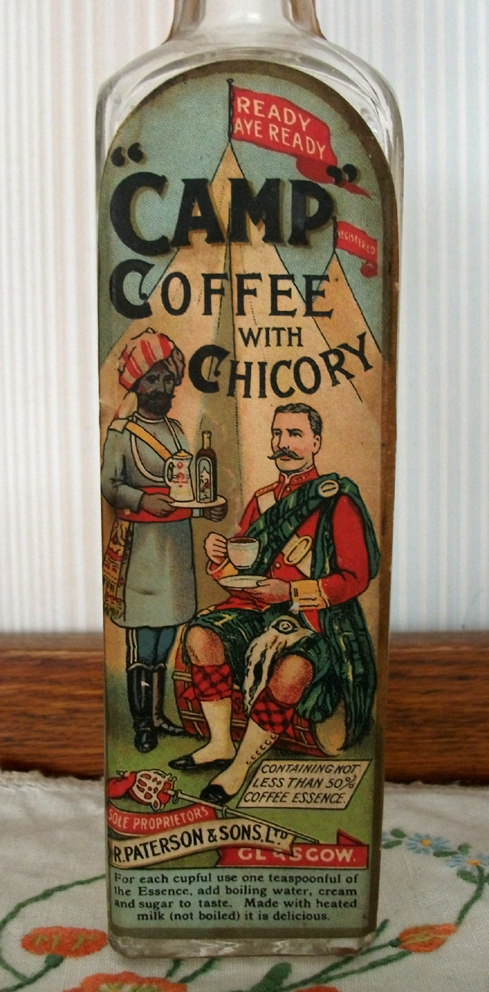 READY
AYE READY
"CAMP"
REGISTERED
COFFEE
WITH
CHICORY
CONTAINING NOT
LESS THAN 50%
COFFEE ESSENCE.
SOLE PROPRIETORS
R. PATERSON & SONS, LTD
GLASGOW.
For each cupful use one teaspoonful of
the Essence, add boiling water, cream
and sugar to taste. Made with heated
milk (not boiled) it is delicious.